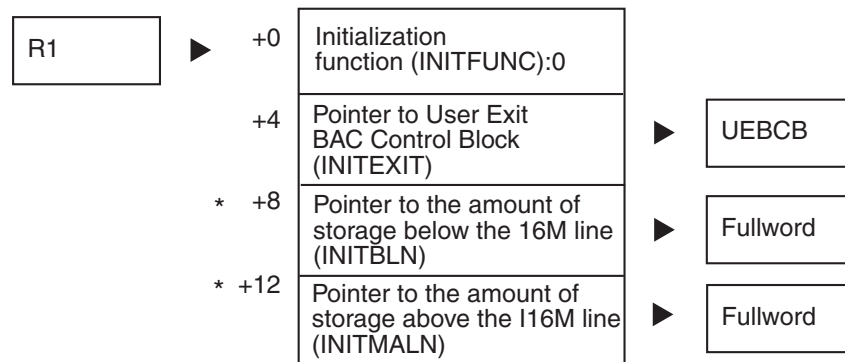 R1
+0
Initialization
function (INITFUNC):0
+4
Pointer to User Exit
BAC Control Block
(INITEXIT)
UEBCB
* +8
Pointer to the amount of
storage below the 16M line
(INITBLN)
Fullword
* +12
Pointer to the amount of
storage above the I16M line
(INITMALN)
Fullword